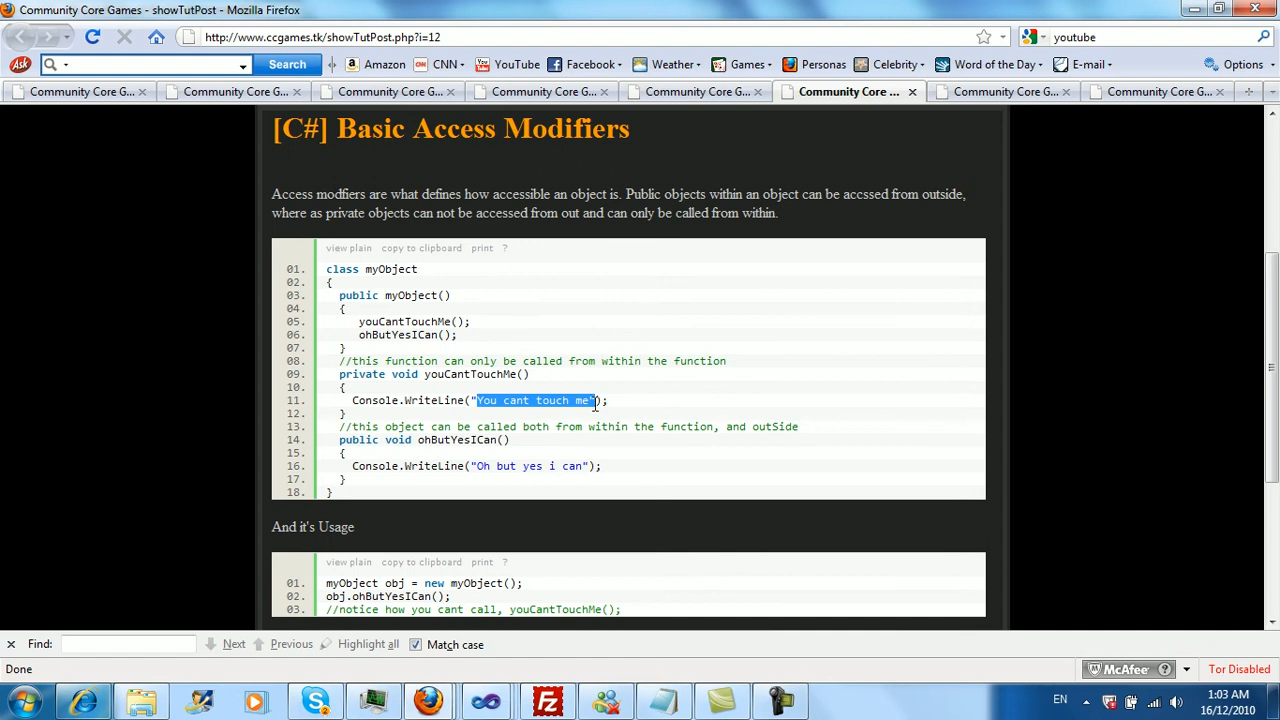 Community Core Games - showTutPost - Mozilla Firefox
http://www.ccgames.tk/showTutPost.php?i=12
youtube
Ask
Search
Amazon
CNN
YouTube
Facebook
Weather
Games
Personas
Celebrity
Word of the Day
E-mail
Options
Community Core G...
Community Core G...
Community Core G...
Community Core G...
Community Core G...
Community Core ...
Community Core G...
Community Core G...
[C#] Basic Access Modifiers
Access modfiers are what defines how accessible an object is. Public objects within an object can be accssed from outside,
where as private objects can not be accessed from out and can only be called from within.
view plain copy to clipboard print ?
01. class myObject
02. {
03. public myObject()
04. {
05. youCantTouchMe();
06. ohButYesICan();
07. }
08. //this function can only be called from within the function
09. private void youCantTouchMe()
10. {
11. Console.WriteLine("You cant touch me");
12. }
13. //this object can be called both from within the function, and outSide
14. public void ohButYesICan()
15. {
16. Console.WriteLine("Oh but yes i can");
17. }
18. }
And it's Usage
view plain copy to clipboard print ?
01. myObject obj = new myObject();
02. obj.ohButYesICan();
03. //notice how you cant call, youCantTouchMe();
Find:
Next
Previous
Highlight all
Match case
Done
McAfee
Tor Disabled
EN
1:03 AM
16/12/2010